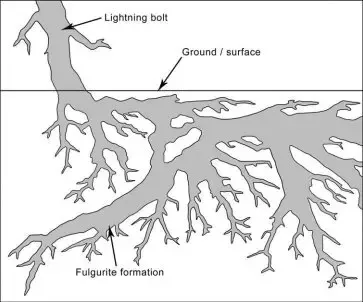 Lightning bolt
Ground / surface
Fulgurite formation